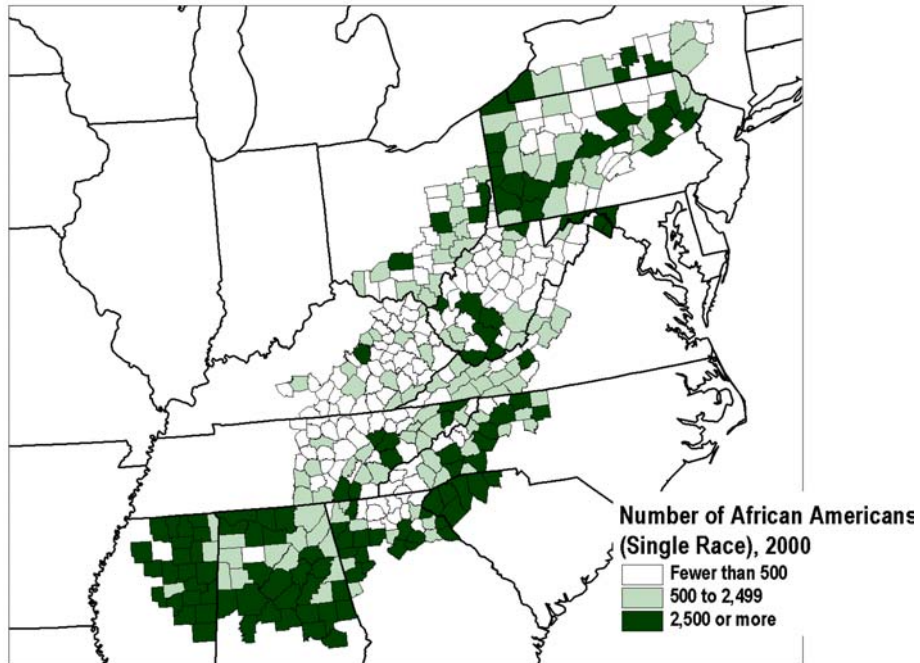 Number of African Americans
(Single Race), 2000
Fewer than 500
500 to 2,499
2,500 or more